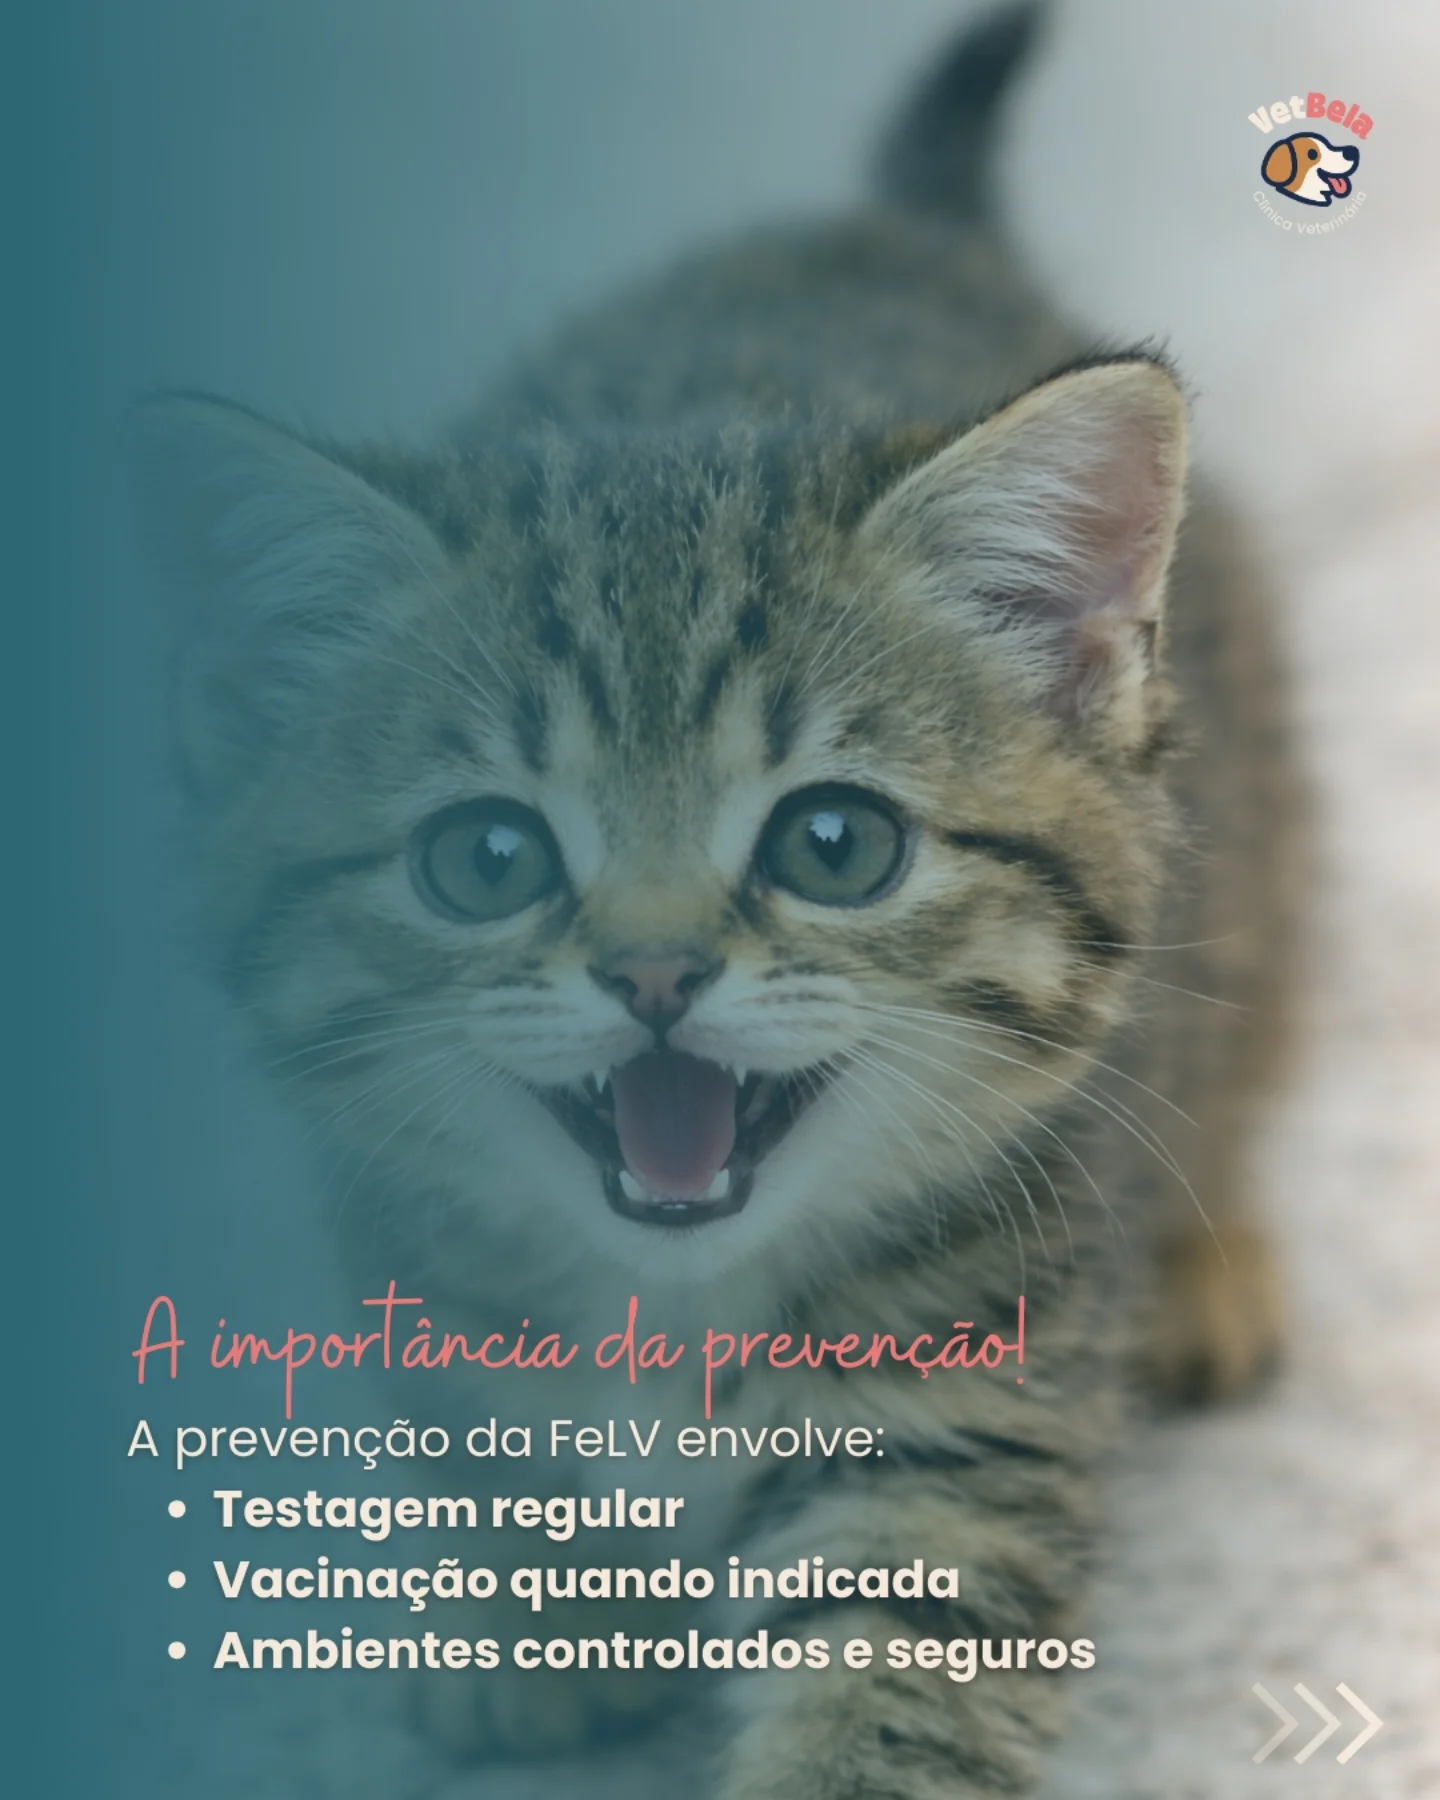 VetBela
Clínica Veterinária
A importância da prevenção!
A prevenção da FeLV envolve:
• Testagem regular
• Vacinação quando indicada
• Ambientes controlados e seguros